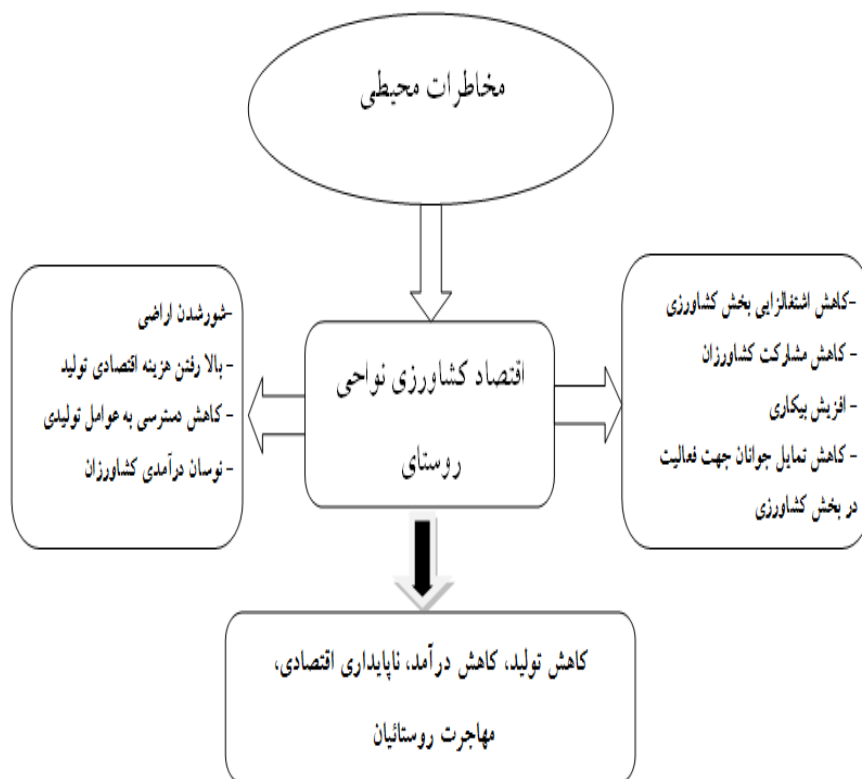 مخاطرات محیطی
-کاهش اشتغالزایی بخش کشاورزی
- کاهش مشارکت کشاورزان
- افزیش بیکاری
- کاهش تمایل جوانان جهت فعالیت
در بخش کشاورزی
اقتصاد کشاورزی نواحی
روستای
-شورشدن اراضی
- بالا رفتن هزینه اقتصادی تولید
- کاهش دسترسی به عوامل تولیدی
- نوسان درآمدی کشاورزان
کاهش تولید، کاهش درآمد، ناپایداری اقتصادی،
مهاجرت روستائیان